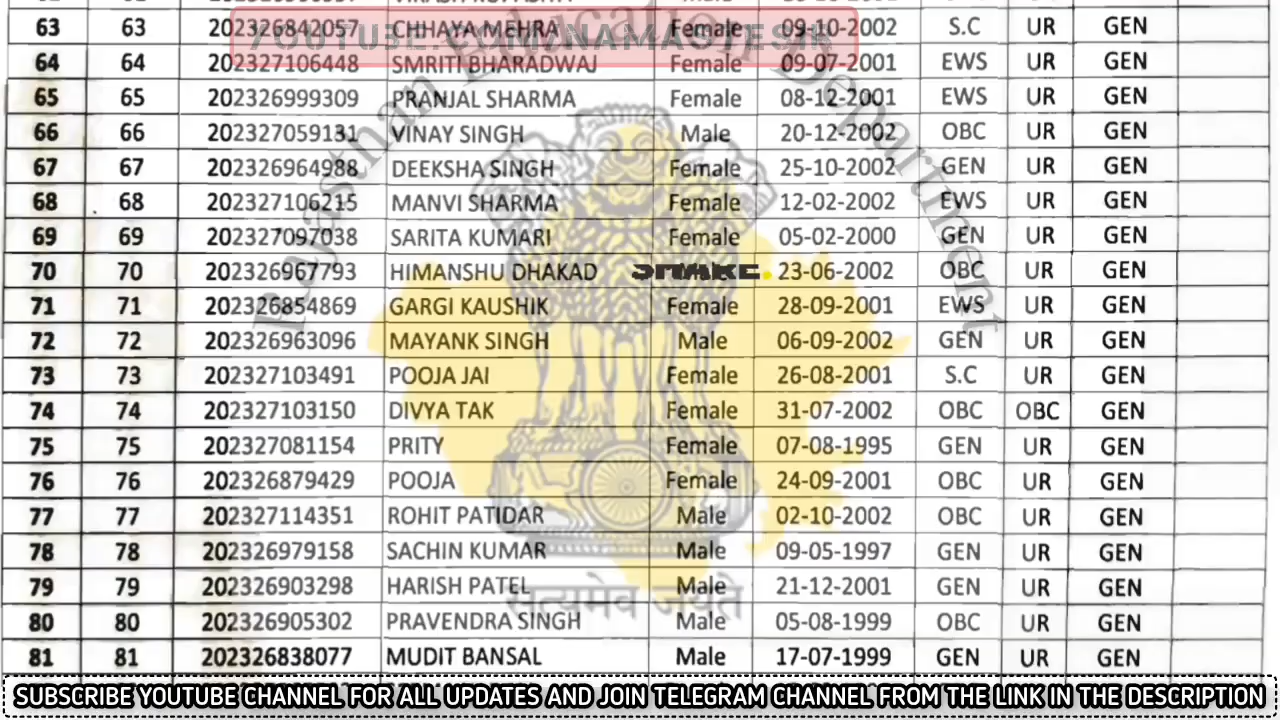 63 63 202326842057 CHHAYA MEHRA Female 09-10-2002 S.C UR GEN
64 64 202327106448 SMRITI BHARADWAJ Female 09-07-2001 EWS UR GEN
65 65 202326999309 PRANJAL SHARMA Female 08-12-2001 EWS UR GEN
66 66 202327059131 VINAY SINGH Male 20-12-2002 OBC UR GEN
67 67 202326964988 DEEKSHA SINGH Female 25-10-2002 GEN UR GEN
68 68 202327106215 MANVI SHARMA Female 12-02-2002 EWS UR GEN
69 69 202327097038 SARITA KUMARI Female 05-02-2000 GEN UR GEN
70 70 202326967793 HIMANSHU DHAKAD 23-06-2002 OBC UR GEN
71 71 202326854869 GARGI KAUSHIK Female 28-09-2001 EWS UR GEN
72 72 202326963096 MAYANK SINGH Male 06-09-2002 GEN UR GEN
73 73 202327103491 POOJA JAI Female 26-08-2001 S.C UR GEN
74 74 202327103150 DIVYA TAK Female 31-07-2002 OBC OBC GEN
75 75 202327081154 PRITY Female 07-08-1995 GEN UR GEN
76 76 202326879429 POOJA Female 24-09-2001 OBC UR GEN
77 77 202327114351 ROHIT PATIDAR Male 02-10-2002 OBC UR GEN
78 78 202326979158 SACHIN KUMAR Male 09-05-1997 GEN UR GEN
79 79 202326903298 HARISH PATEL Male 21-12-2001 GEN UR GEN
80 80 202326905302 PRAVENDRA SINGH Male 05-08-1999 OBC UR GEN
81 81 202326838077 MUDIT BANSAL Male 17-07-1999 GEN UR GEN
Rajasthan Education Department
सत्यमेव जयते
SUBSCRIBE YOUTUBE CHANNEL FOR ALL UPDATES AND JOIN TELEGRAM CHANNEL FROM THE LINK IN THE DESCRIPTION